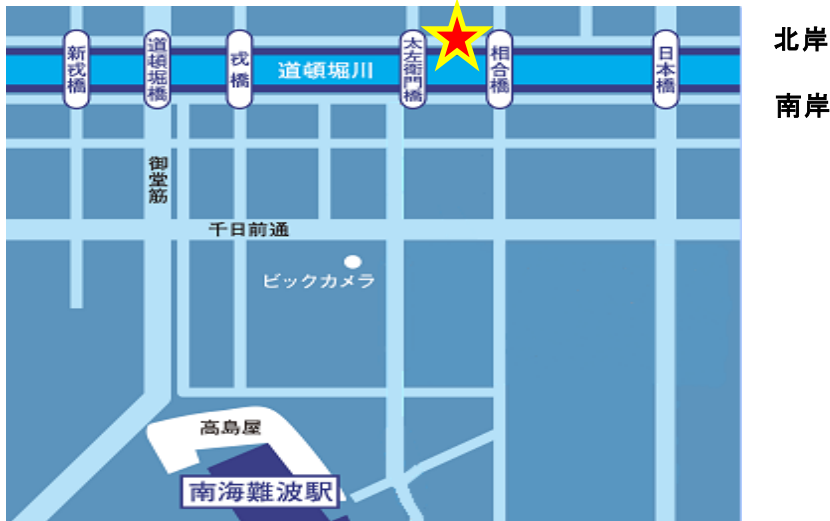 新戎橋
道頓堀橋
戎橋
道頓堀川
太左衛門橋
相合橋
日本橋
北岸
南岸
御堂筋
千日前通
ビックカメラ
高島屋
南海難波駅